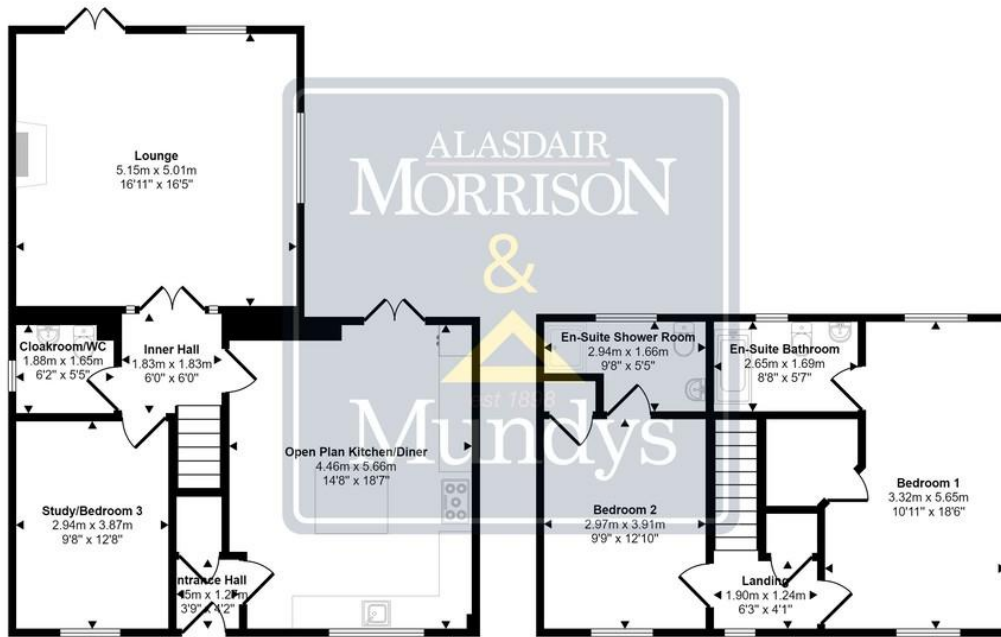 Lounge
5.15m x 5.01m
16'11" x 16'5"
ALASDAIR
MORRISON
&
est 1898
Mundys
Cloakroom/WC
1.88m x 1.65m
6'2" x 5'5"
Inner Hall
1.83m x 1.83m
6'0" x 6'0"
Open Plan Kitchen/Diner
4.46m x 5.66m
14'8" x 18'7"
Study/Bedroom 3
2.94m x 3.87m
9'8" x 12'8"
ntrance Hall
3'9" x 4'2"
En-Suite Shower Room
2.94m x 1.66m
9'8" x 5'5"
En-Suite Bathroom
2.65m x 1.69m
8'8" x 5'7"
Bedroom 2
2.97m x 3.91m
9'9" x 12'10"
Bedroom 1
3.32m x 5.65m
10'11" x 18'6"
Landing
1.90m x 1.24m
6'3" x 4'1"